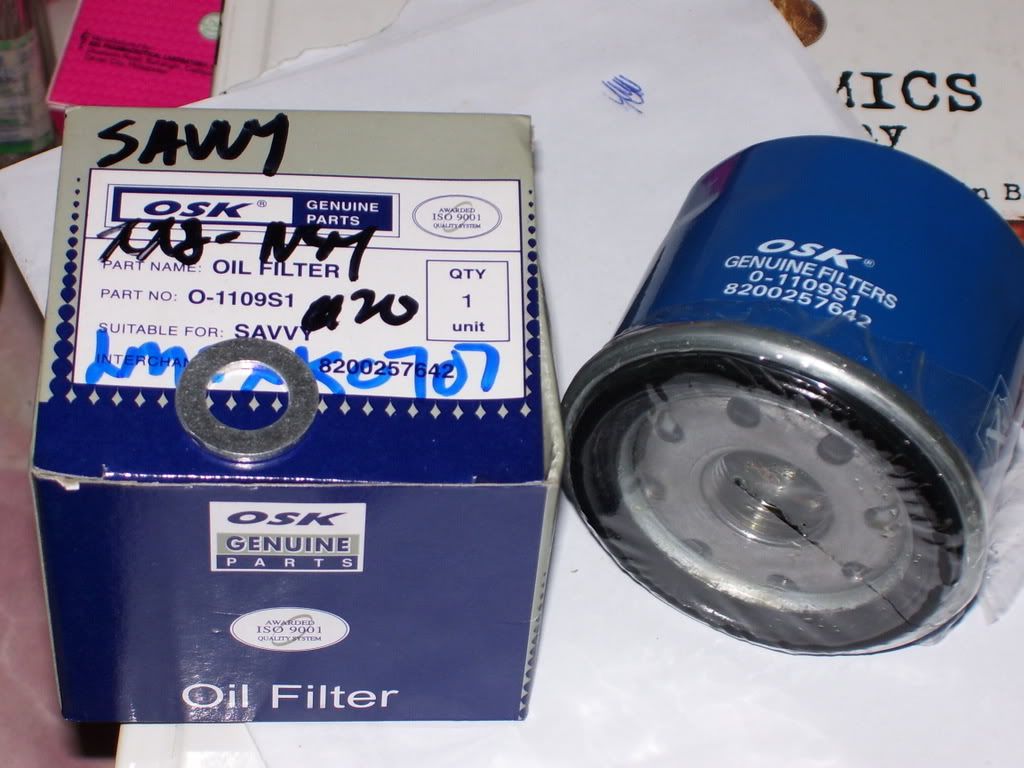 SAVVY
OSK® GENUINE PARTS
AWARDED
ISO 9001
QUALITY SYSTEM
PART NAME: OIL FILTER
PART NO: O-1109S1
SUITABLE FOR: SAVVY
8200257642
QTY
1
unit
OSK
GENUINE
PARTS
AWARDED
ISO 9001
QUALITY SYSTEM
Oil Filter
OSK®
GENUINE FILTERS
O-1109S1
8200257642
MICS